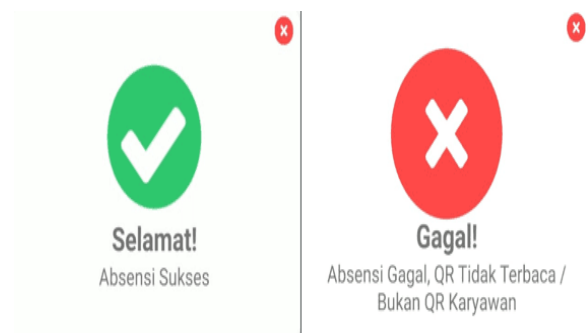 Selamat!
Absensi Sukses
Gagal!
Absensi Gagal, QR Tidak Terbaca /
Bukan QR Karyawan